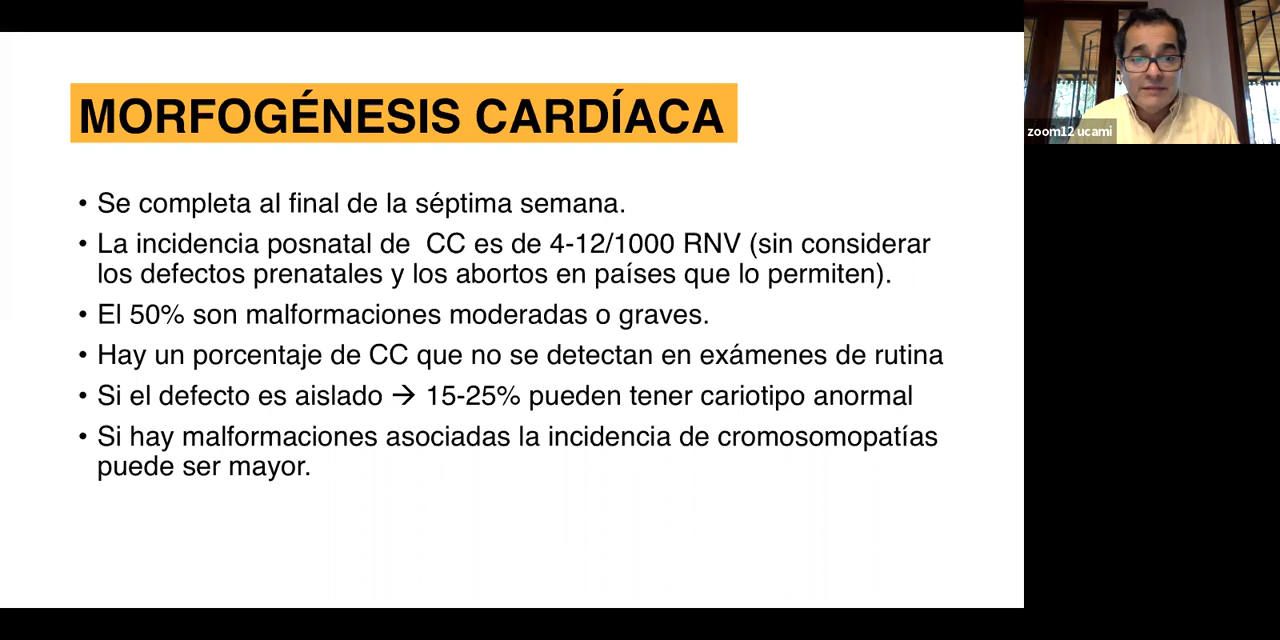 MORFOGÉNESIS CARDÍACA
• Se completa al final de la séptima semana.
• La incidencia posnatal de  CC es de 4-12/1000 RNV (sin considerar
los defectos prenatales y los abortos en países que lo permiten).
• El 50% son malformaciones moderadas o graves.
• Hay un porcentaje de CC que no se detectan en exámenes de rutina
• Si el defecto es aislado → 15-25% pueden tener cariotipo anormal
• Si hay malformaciones asociadas la incidencia de cromosomopatías
puede ser mayor.
zoom12 ucami